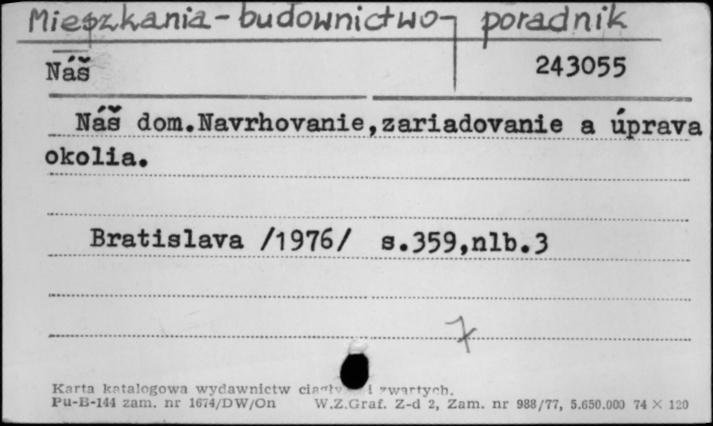 Mieszkania - budownictwo - poradnik
Náš 243055
Náš dom.Navrhovanie,zariadovanie a úprava
okolia.
Bratislava /1976/ s.359,nlb.3
7
Karta katalogowa wydawnictw i zwartych.
Pu-B-144 zam. nr 1674/DW/On W.Z.Graf. Z-d 2, Zam. nr 988/77, 5.650.000 74 × 120